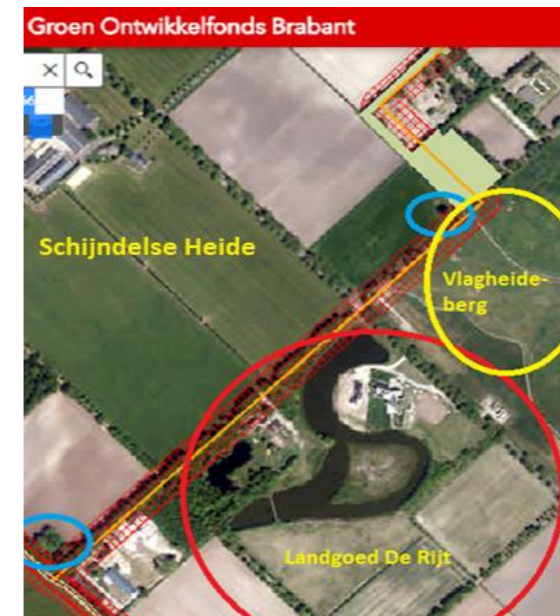 Groen Ontwikkelfonds Brabant
Schijndelse Heide
Vlagheide-
berg
Landgoed De Rijt